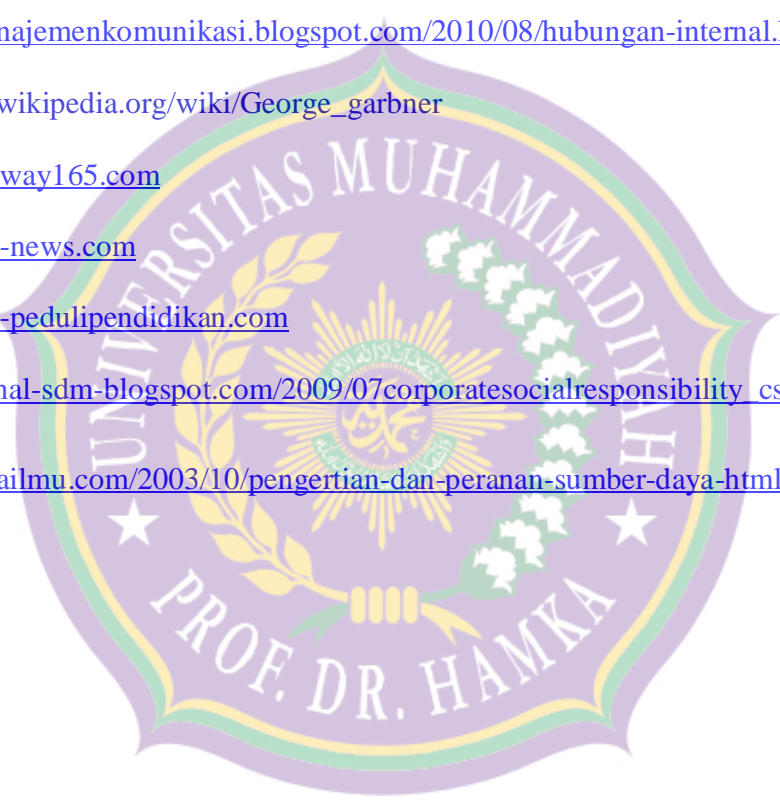 najemenkomunikasi.blogspot.com/2010/08/hubungan-internal.
wikipedia.org/wiki/George_garbner
way165.com
-news.com
-pedulipendidikan.com
nal-sdm-blogspot.com/2009/07corporatesocialresponsibility_cs
ailmu.com/2003/10/pengertian-dan-peranan-sumber-daya-html
UNIVERSITAS MUHAMMADIYAH
PROF. DR. HAMKA